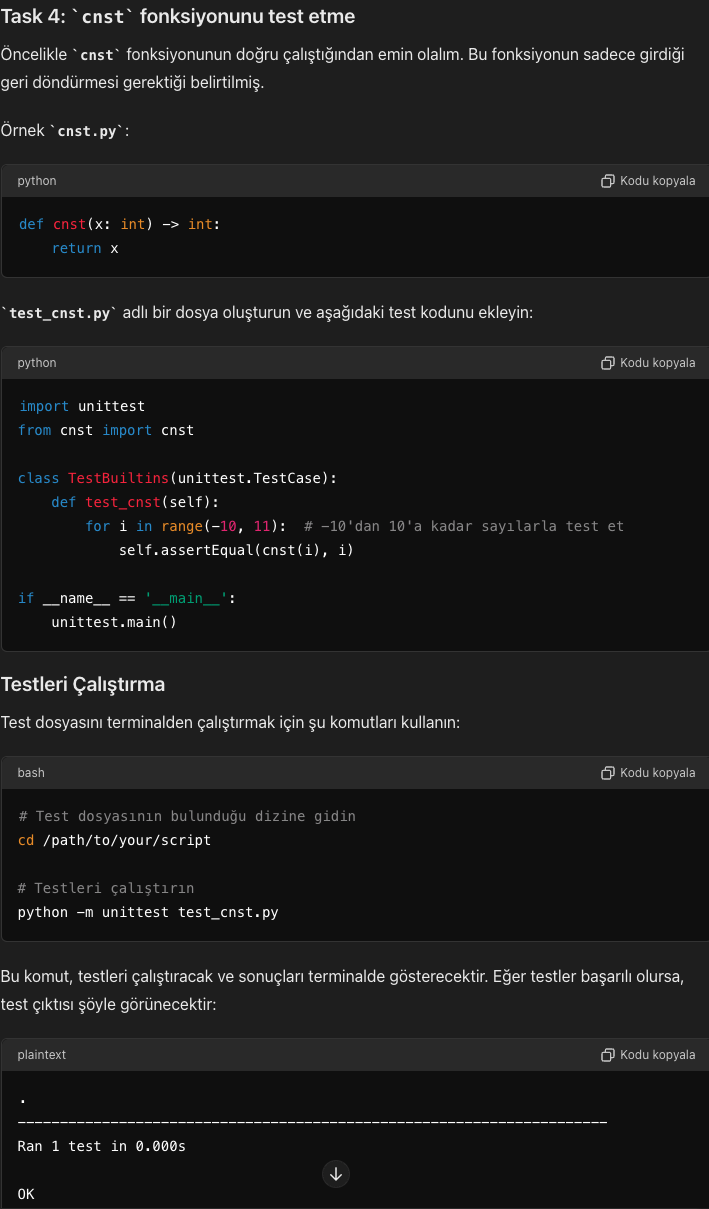 Task 4: `cnst` fonksiyonunu test etme
Öncelikle `cnst` fonksiyonunun doğru çalıştığından emin olalım. Bu fonksiyonun sadece girdiği
geri döndürmesi gerektiği belirtilmiş.
Örnek `cnst.py`:
python Kodu kopyala
def cnst(x: int) -> int:
    return x
`test_cnst.py` adlı bir dosya oluşturun ve aşağıdaki test kodunu ekleyin:
python Kodu kopyala
import unittest
from cnst import cnst
class TestBuiltins(unittest.TestCase):
    def test_cnst(self):
        for i in range(-10, 11):  # -10'dan 10'a kadar sayılarla test et
            self.assertEqual(cnst(i), i)
if __name__ == '__main__':
    unittest.main()
Testleri Çalıştırma
Test dosyasını terminalden çalıştırmak için şu komutları kullanın:
bash Kodu kopyala
# Test dosyasının bulunduğu dizine gidin
cd /path/to/your/script
# Testleri çalıştırın
python -m unittest test_cnst.py
Bu komut, testleri çalıştıracak ve sonuçları terminalde gösterecektir. Eğer testler başarılı olursa,
test çıktısı şöyle görünecektir:
plaintext Kodu kopyala
.
----------------------------------------------------------------------
Ran 1 test in 0.000s
OK